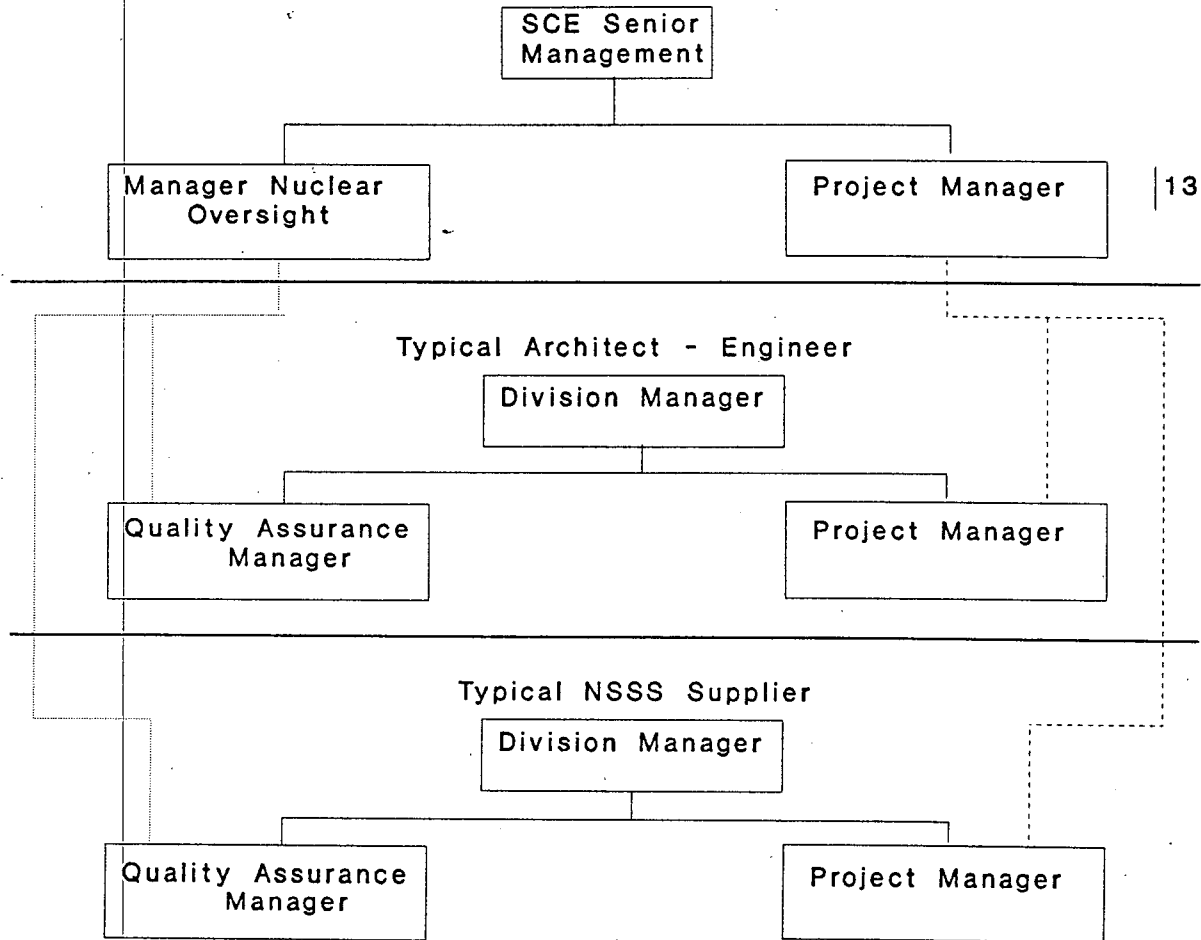 SCE Senior
Management
Manager Nuclear
Oversight
Project Manager
13
Typical Architect - Engineer
Division Manager
Quality Assurance
Manager
Project Manager
Typical NSSS Supplier
Division Manager
Quality Assurance
Manager
Project Manager